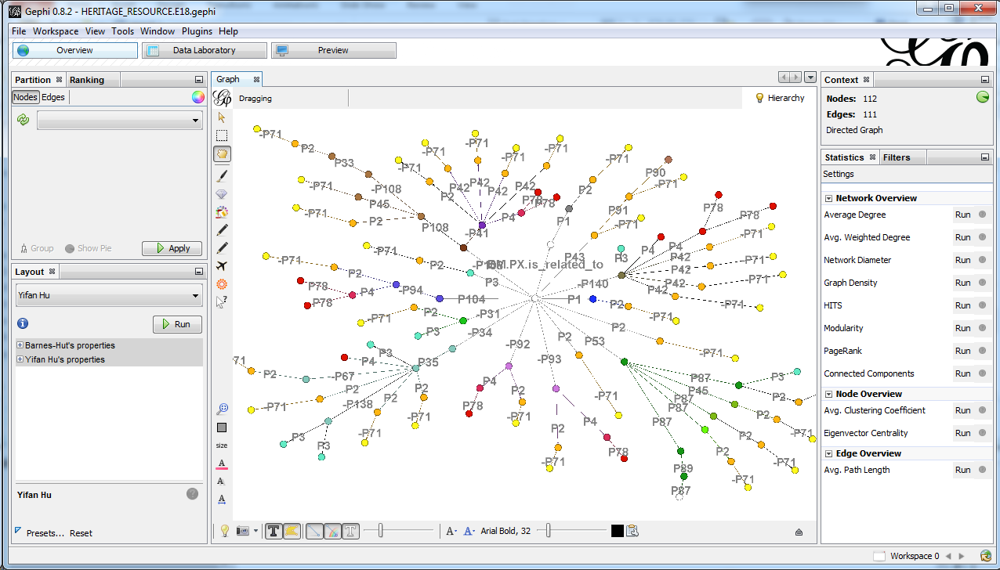 Gephi 0.8.2 - HERITAGE_RESOURCE.E18.gephi
File Workspace View Tools Window Plugins Help
Overview Data Laboratory Preview
Partition Ranking
Nodes Edges
Group Show Pie Apply
Layout
Yifan Hu
Run
Barnes-Hut's properties
Yifan Hu's properties
Yifan Hu
Presets... Reset
Graph
Dragging
Hierarchy
-P71 P2 P33 -P108
-P71 P45
-P71 P2 P108
-P71 -P71 -P71 -P71 -P71
P2 P42 P42 P42 P42
-P41 P4 P78
P2 -P71
P1
P90 -P71
P91 -P71
P43
P78 P78
P4 P4 -P71
P3 P42 -P71
P42 -P71
P42
P42 -P71
PX.is_related_to
-P140
-P71 P2 P3
-P71 P2
P78 P4 -P94
P78 P104
P1 P2 -P71
-P71 P2 -P31
P3 -P34
P2 -P71
P3 P35
P4
P71 P2 -P67
-P71 P2
-P138 P2 P2
P3 P3 -P71 -P71
-P92 P4 P2
P78 -P71
-P93 P2 P4
-P71 P78
P2 -P71
P53
P87 P3
P45 P2
P87 P2 -P71
P87 P2 -P71
P87 -P71
P89
P87
size
Arial Bold, 32
Context
Nodes: 112
Edges: 111
Directed Graph
Statistics Filters
Settings
Network Overview
Average Degree Run
Avg. Weighted Degree Run
Network Diameter Run
Graph Density Run
HITS Run
Modularity Run
PageRank Run
Connected Components Run
Node Overview
Avg. Clustering Coefficient Run
Eigenvector Centrality Run
Edge Overview
Avg. Path Length Run
Workspace 0